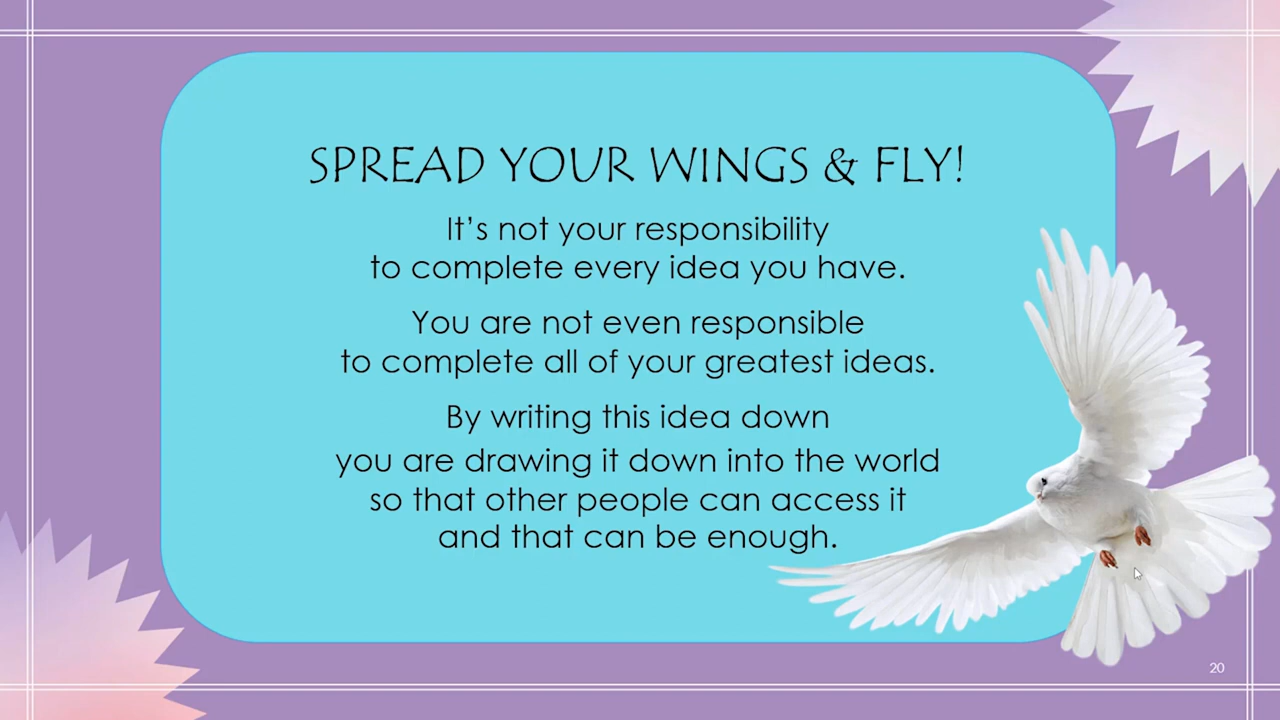 SPREAD YOUR WINGS & FLY!
It’s not your responsibility
to complete every idea you have.
You are not even responsible
to complete all of your greatest ideas.
By writing this idea down
you are drawing it down into the world
so that other people can access it
and that can be enough.
20